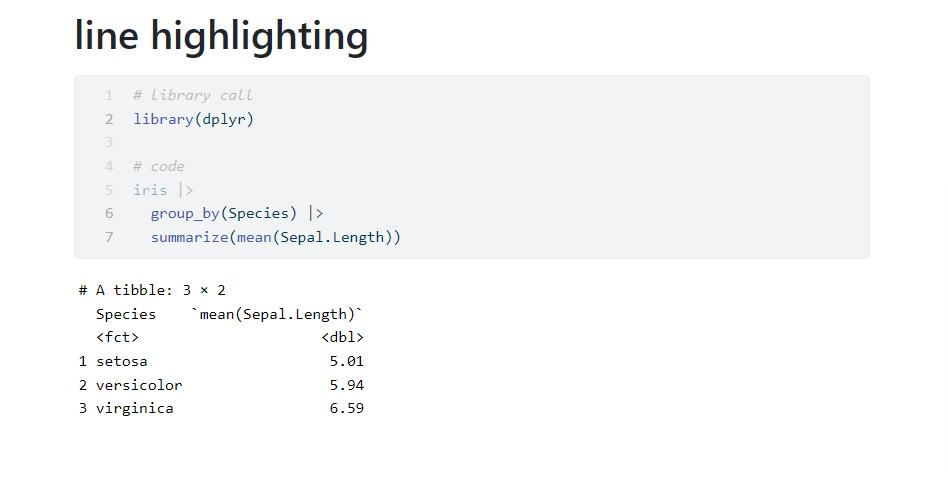 line highlighting
1 # library call
2 library(dplyr)
3
4 # code
5 iris |>
6   group_by(Species) |>
7   summarize(mean(Sepal.Length))
# A tibble: 3 × 2
  Species    `mean(Sepal.Length)`
  <fct>                     <dbl>
1 setosa                     5.01
2 versicolor                 5.94
3 virginica                  6.59